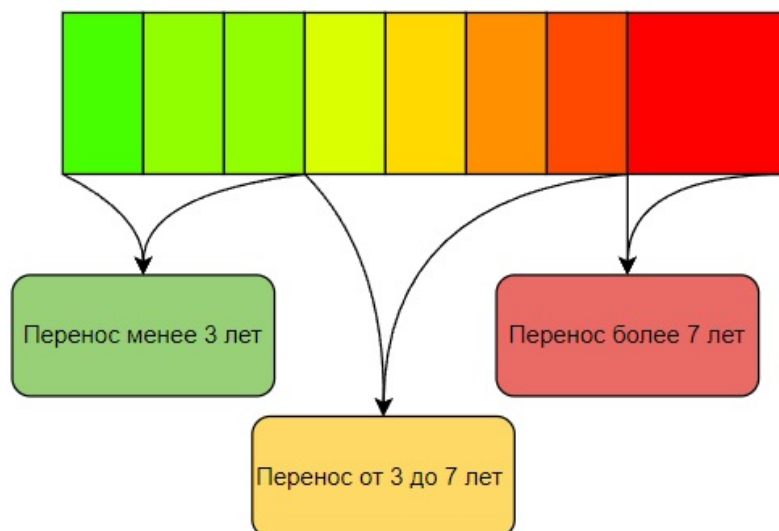 Перенос менее 3 лет
Перенос более 7 лет
Перенос от 3 до 7 лет